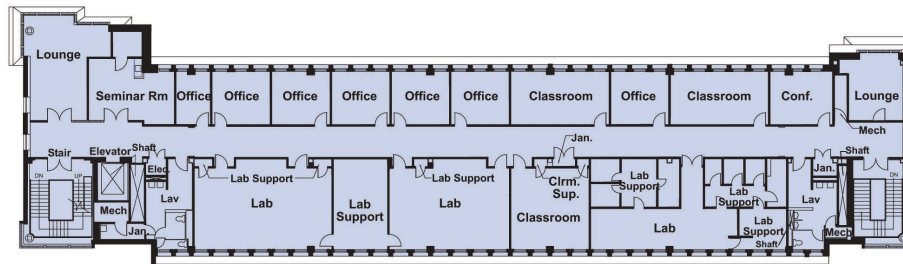 Lounge
Seminar Rm
Office
Office
Office
Office
Office
Office
Classroom
Office
Classroom
Conf.
Lounge
Mech
Jan.
Stair
Elevator
Shaft
Elec.
Shaft
Jan.
DN
UP
Lab Support
Lab Support
Clrm.
Sup.
Lab
Support
Lab
Support
DN
Mech
Lav
Lab
Lab
Support
Lab
Classroom
Lab
Lab
Support
Lav
Jan.
Shaft
Mech